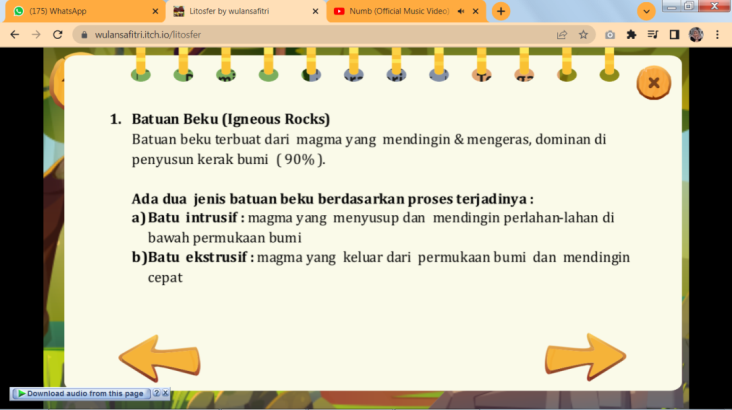 (175) WhatsApp
Litosfer by wulansafitri
Numb (Official Music Video)
wulansafitri.itch.io/litosfer
1. Batuan Beku (Igneous Rocks)
Batuan beku terbuat dari magma yang mendingin & mengeras, dominan di
penyusun kerak bumi ( 90% ).
Ada dua jenis batuan beku berdasarkan proses terjadinya :
a) Batu intrusif : magma yang menyusup dan mendingin perlahan-lahan di
bawah permukaan bumi
b) Batu ekstrusif : magma yang keluar dari permukaan bumi dan mendingin
cepat
Download audio from this page ? X